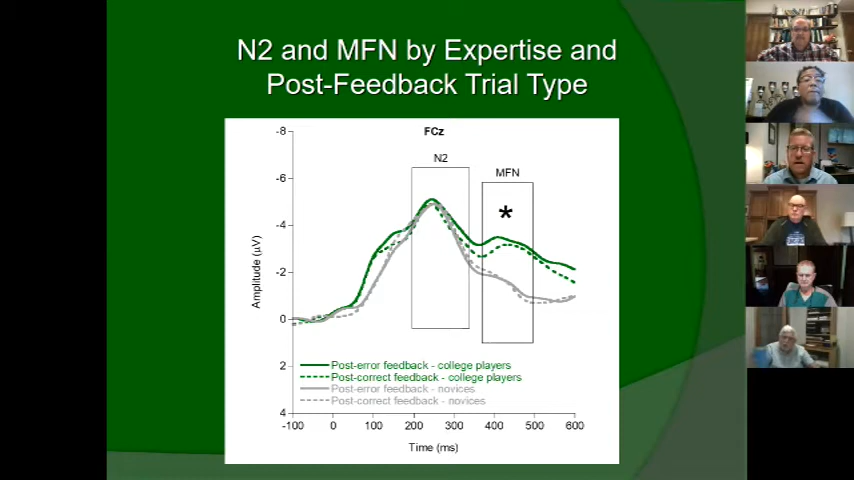 N2 and MFN by Expertise and
Post-Feedback Trial Type
FCz
N2
MFN
*
-8
-6
-4
-2
0
2
4
Amplitude (µV)
Post-error feedback - college players
Post-correct feedback - college players
Post-error feedback - novices
Post-correct feedback - novices
-100 0 100 200 300 400 500 600
Time (ms)